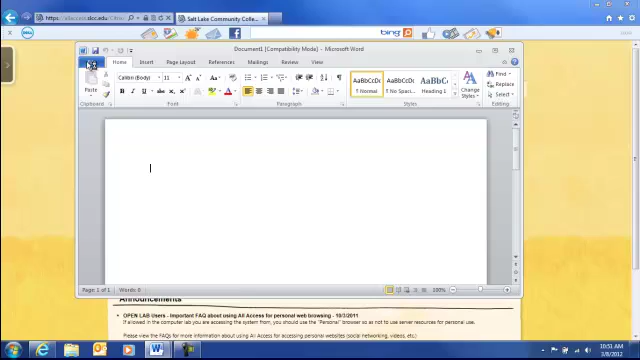 https://allaccess.slcc.edu/Citrix
Salt Lake Community Colle...
bing
Document1 [Compatibility Mode] - Microsoft Word
Home Insert Page Layout References Mailings Review View
Calibri (Body) 11
Paste
B I U abc
AaBbCcDc AaBbCcDc AaBbC
¶ Normal ¶ No Spac... Heading 1
Change Styles
Find
Replace
Select
Clipboard Font Paragraph Styles Editing
Page: 1 of 1 Words: 0 100%
Announcements
OPEN LAB Users - Important FAQ about using All Access for personal web browsing - 10/3/2011
If allowed in the computer lab you are accessing the system from, you should use the "Personal" browser so as not to use server resources for personal use.
Please view the FAQs for more information about using All Access for accessing personal websites (social networking, videos, etc.)
10:51 AM
3/8/2012